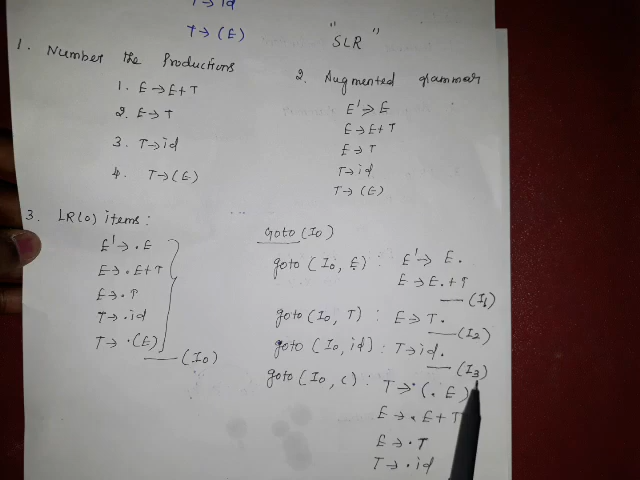 T→id
T→(E)
"SLR"
1. Number the Productions
1. E→E+T
2. E→T
3. T→id
4. T→(E)
2. Augmented grammar
E'→E
E→E+T
E→T
T→id
T→(E)
3. LR(0) items:
E'→.E
E→.E+T
E→.T
T→.id
T→.(E)
(I0)
Goto(I0)
goto(I0, E): E'→E.
E→E.+T
(I1)
goto(I0, T): E→T.
(I2)
goto(I0, id): T→id.
(I3)
goto(I0, () : T→(.E)
E→.E+T
E→.T
T→.id